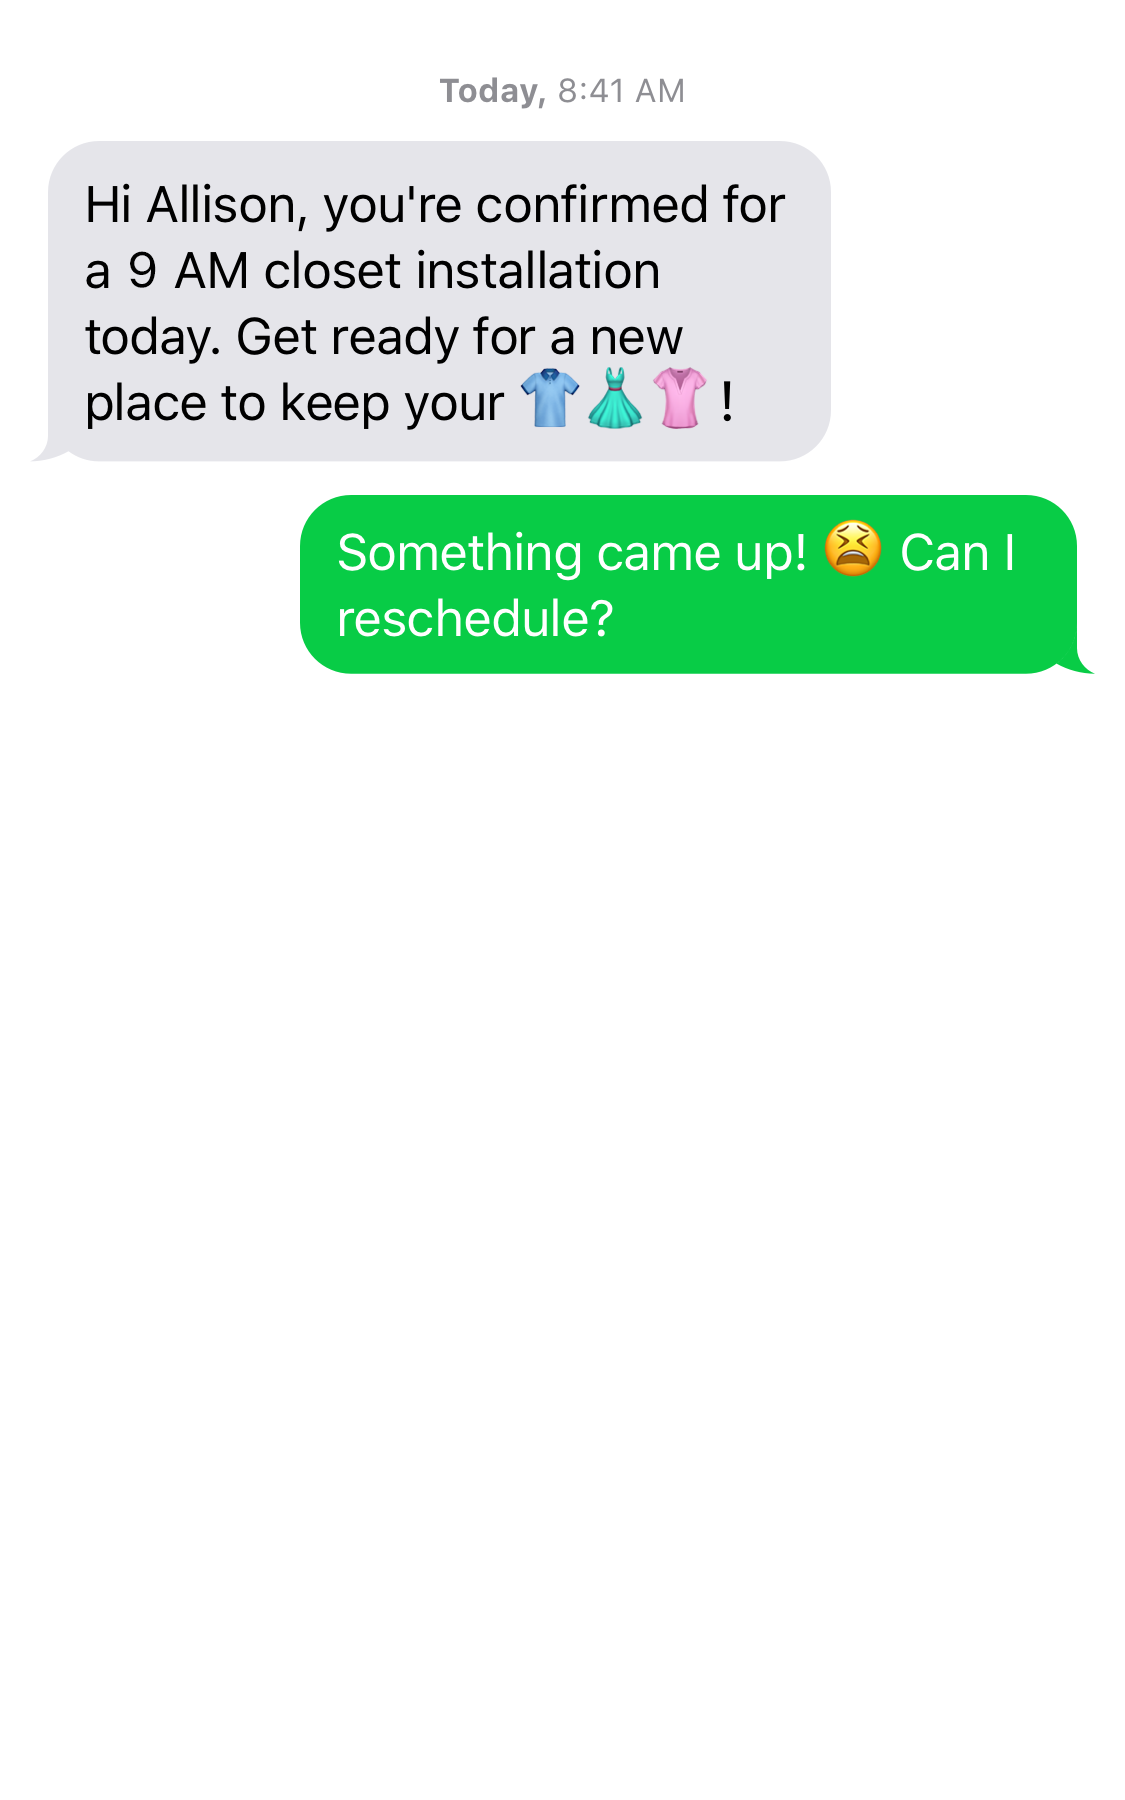 Today, 8:41 AM
Hi Allison, you're confirmed for
a 9 AM closet installation
today. Get ready for a new
place to keep your 👕👗👚!
Something came up! 😫 Can I
reschedule?